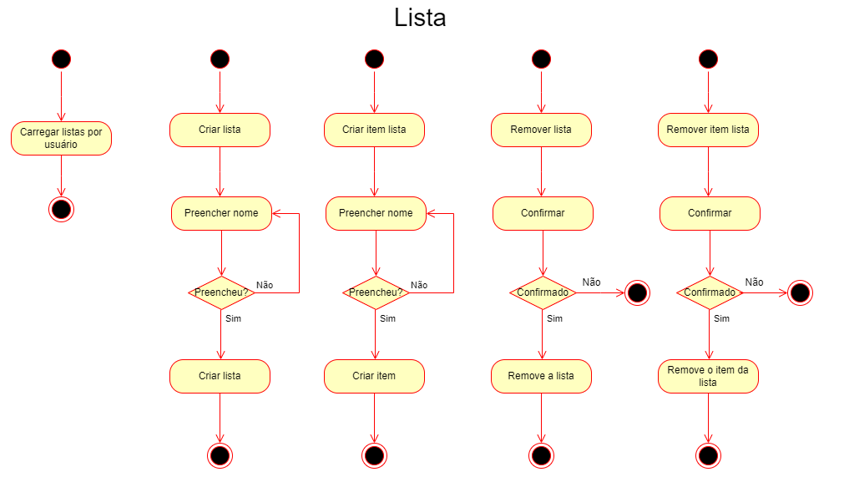 Lista
Carregar listas por
usuário
Criar lista
Preencher nome
Preencheu?
Não
Sim
Criar lista
Criar item lista
Preencher nome
Preencheu?
Não
Sim
Criar item
Remover lista
Confirmar
Confirmado
Não
Sim
Remove a lista
Remover item lista
Confirmar
Confirmado
Não
Sim
Remove o item da
lista